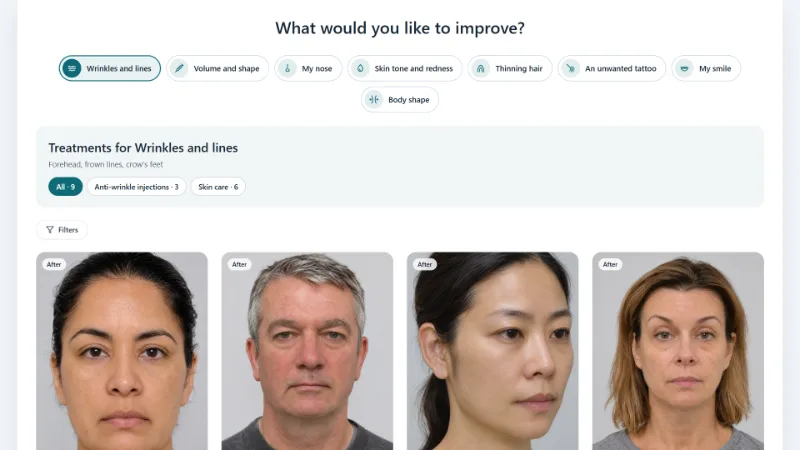 What would you like to improve?
Wrinkles and lines
Volume and shape
My nose
Skin tone and redness
Thinning hair
An unwanted tattoo
My smile
Body shape
Treatments for Wrinkles and lines
Forehead, frown lines, crow's feet
All · 9
Anti-wrinkle injections · 3
Skin care · 6
Filters
After
After
After
After